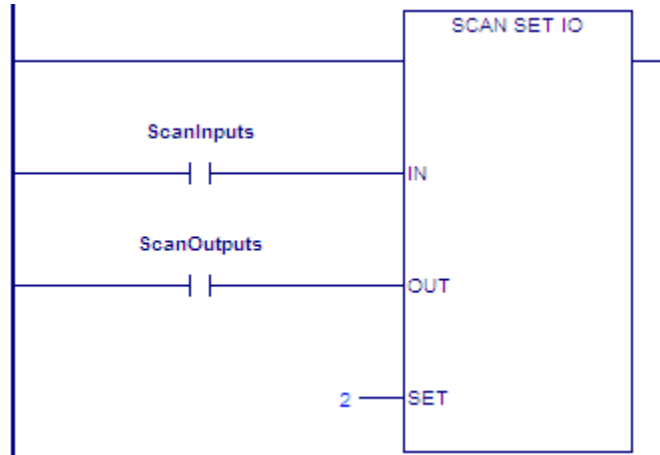 SCAN SET IO
ScanInputs
IN
ScanOutputs
OUT
2 SET